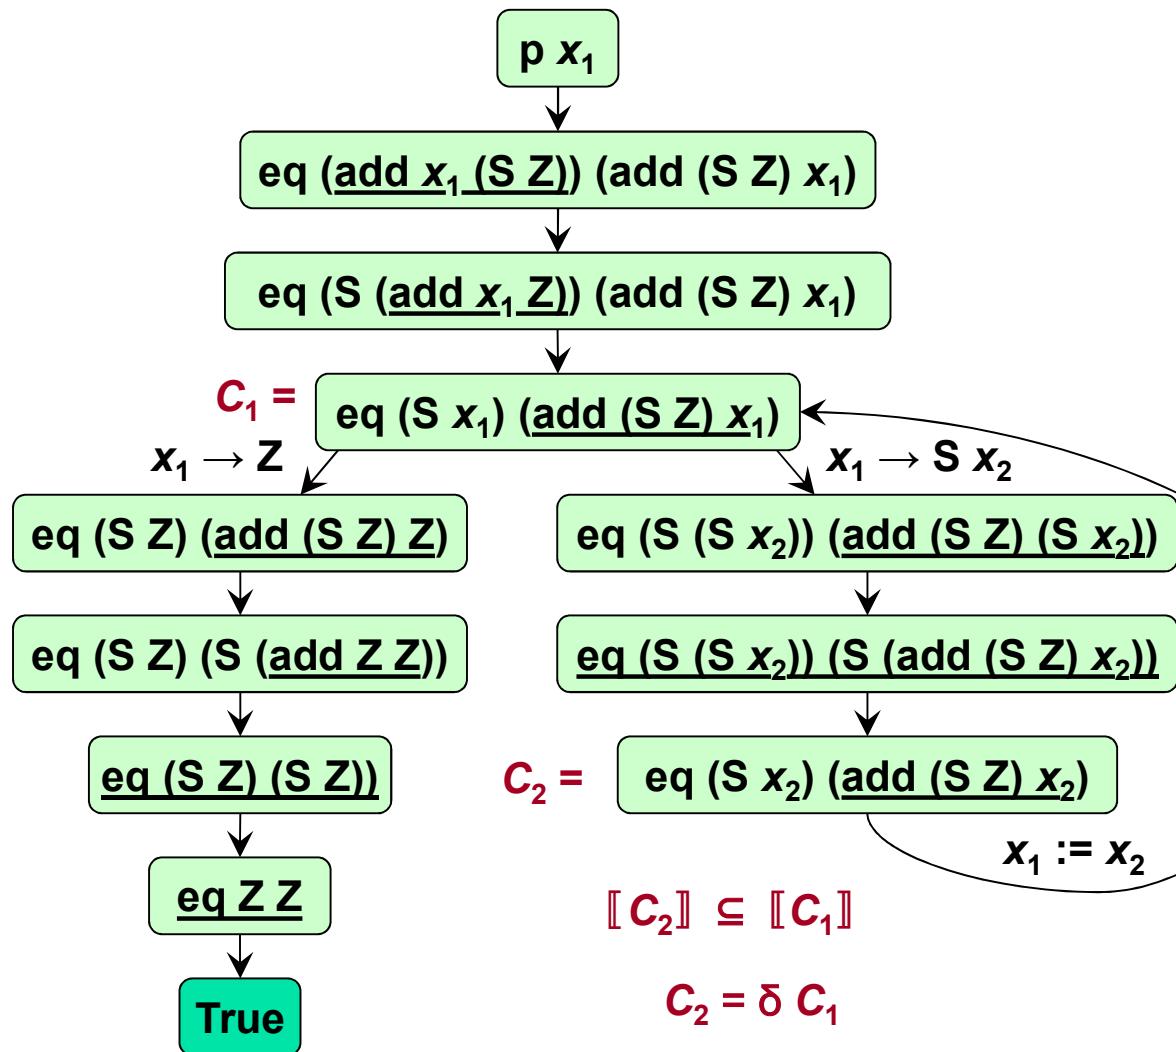 p x₁
eq (add x₁ (S Z)) (add (S Z) x₁)
eq (S (add x₁ Z)) (add (S Z) x₁)
C₁ =
eq (S x₁) (add (S Z) x₁)
x₁ → Z
x₁ → S x₂
eq (S Z) (add (S Z) Z)
eq (S (S x₂)) (add (S Z) (S x₂))
eq (S Z) (S (add Z Z))
eq (S (S x₂)) (S (add (S Z) x₂))
eq (S Z) (S Z))
C₂ =
eq (S x₂) (add (S Z) x₂)
x₁ := x₂
eq Z Z
⟦C₂⟧ ⊆ ⟦C₁⟧
True
C₂ = δ C₁